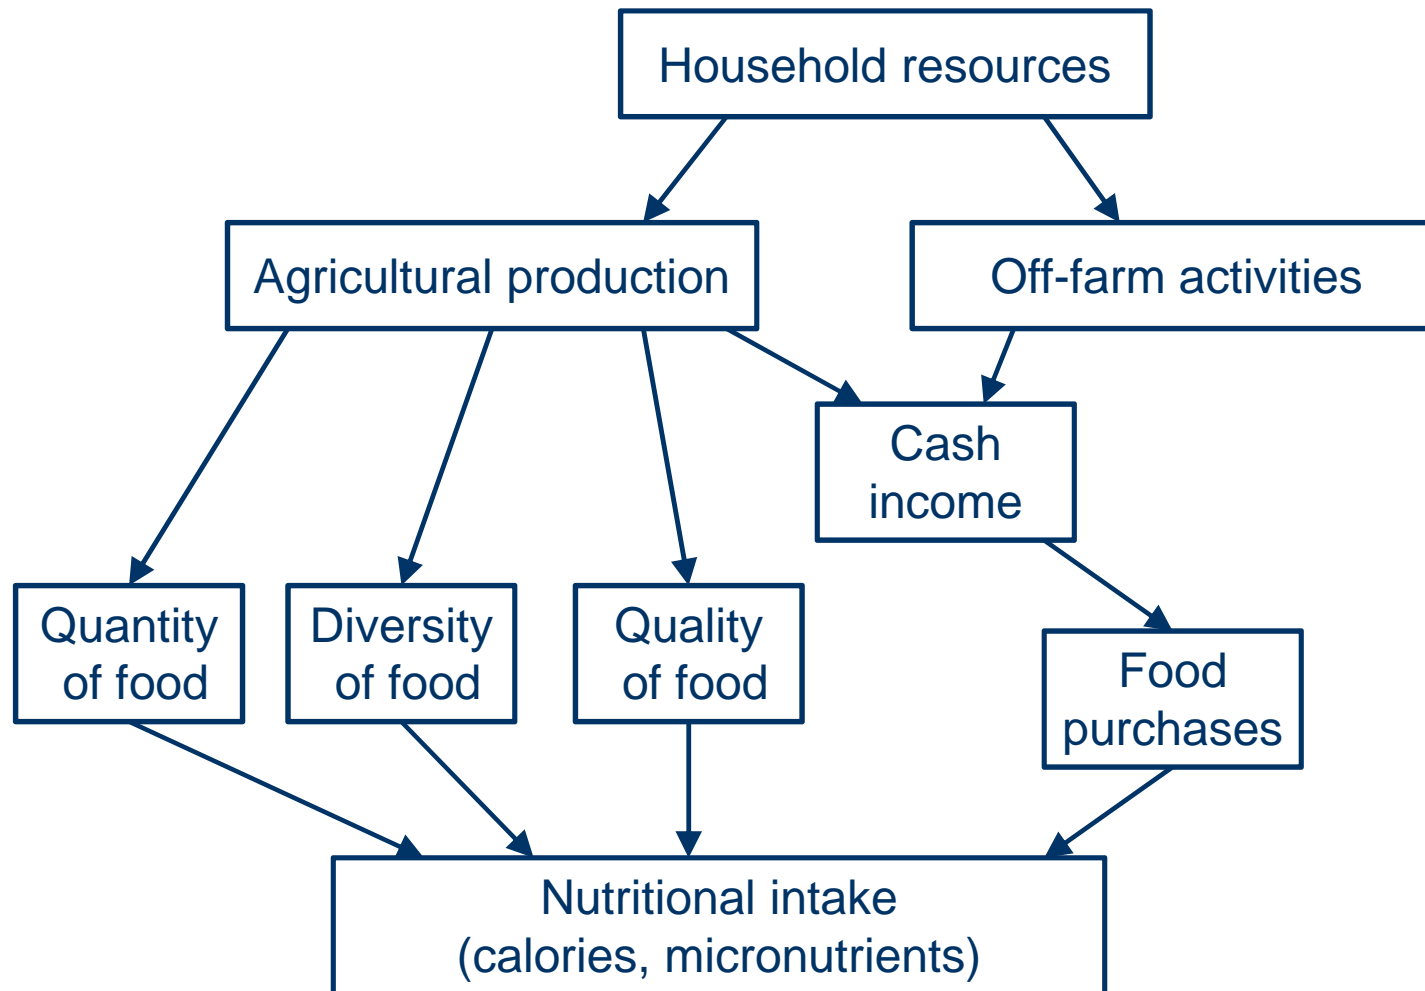 Household resources
Agricultural production
Off-farm activities
Cash
income
Quantity
of food
Diversity
of food
Quality
of food
Food
purchases
Nutritional intake
(calories, micronutrients)